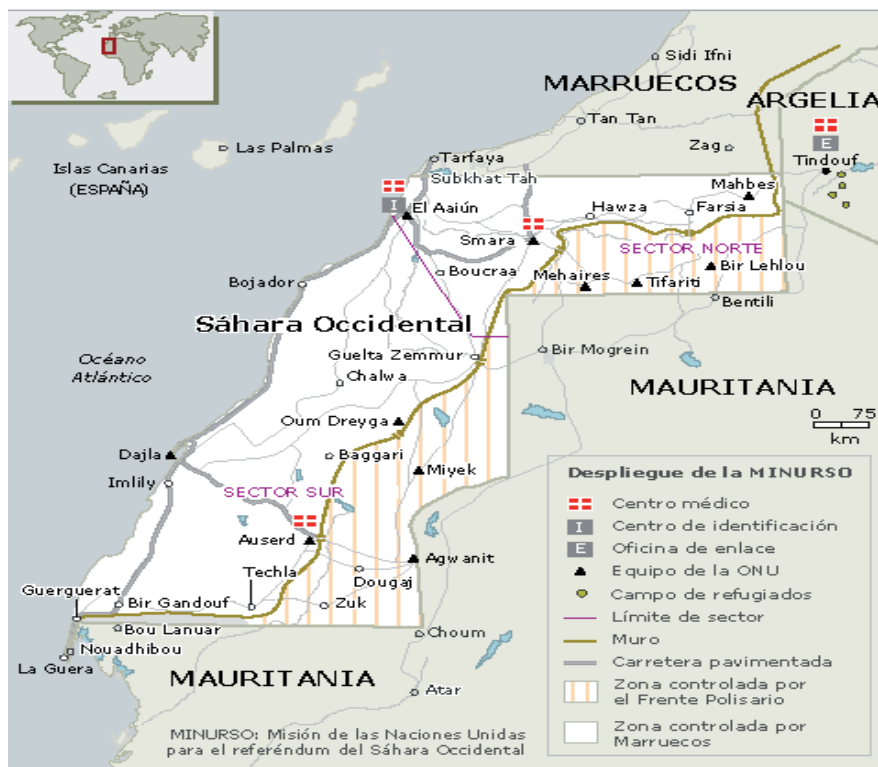 Sidi Ifni
MARRUECOS
ARGELIA
Tan Tan
Las Palmas
Zag
E
Tindouf
Islas Canarias
(ESPAÑA)
Tarfaya
Subkhat Tah
Mahbes
I
El Aaiún
Hawza
Farsia
Smara
SECTOR NORTE
Boucraa
Mehaires
Bir Lehlou
Tifariti
Bojador
Bentili
Sáhara Occidental
Océano
Atlántico
Guelta Zemmur
Bir Mogrein
Chalwa
MAURITANIA
Oum Dreyga
0 75
km
Dajla
Baggari
Miyek
Imlily
SECTOR SUR
Auserd
Agwanit
Techla
Dougaj
Guerguerat
Bir Gandouf
Zuk
Bou Lanuar
Choum
Nouadhibou
La Guera
MAURITANIA
Atar
MINURSO: Misión de las Naciones Unidas
para el referéndum del Sáhara Occidental
Despliegue de la MINURSO
Centro médico
I Centro de identificación
E Oficina de enlace
Equipo de la ONU
Campo de refugiados
Límite de sector
Muro
Carretera pavimentada
Zona controlada por
el Frente Polisario
Zona controlada por
Marruecos